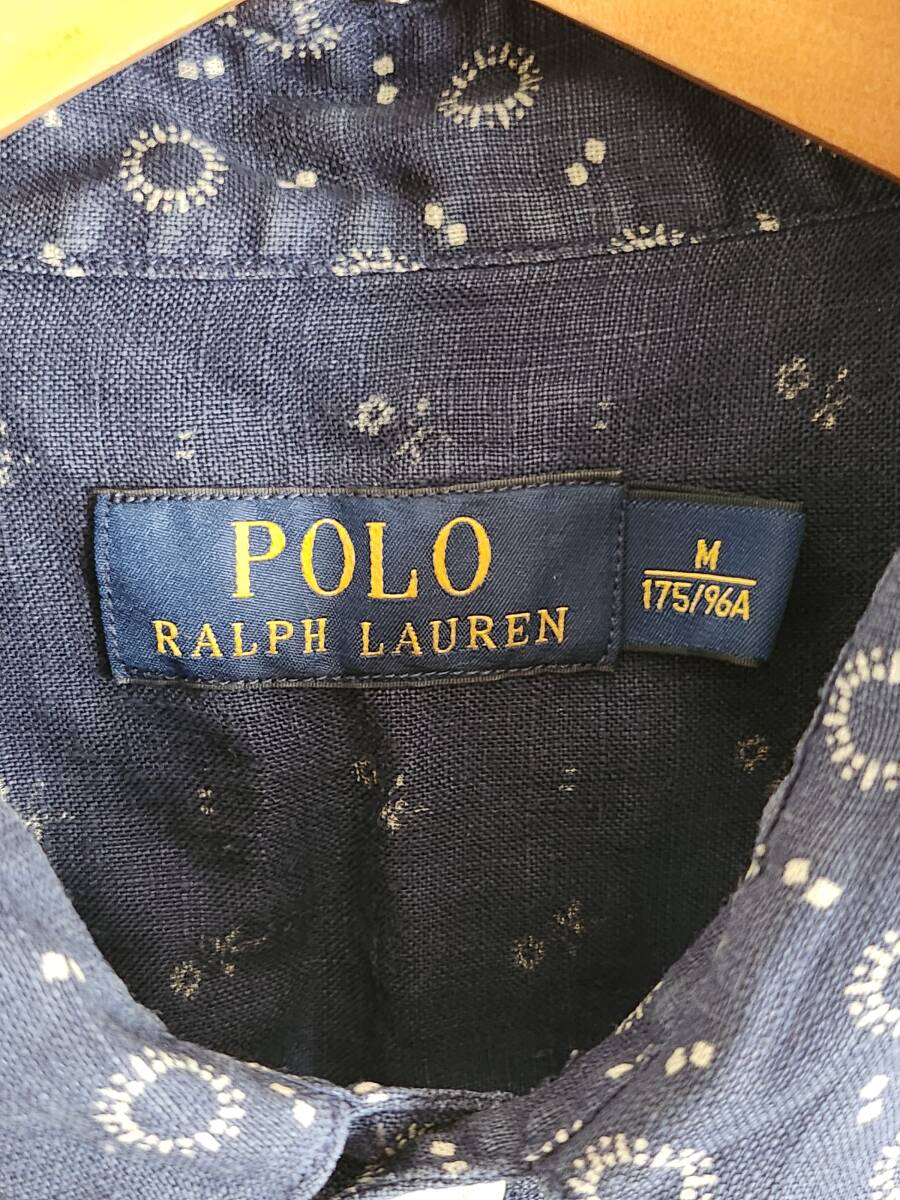 POLO
RALPH LAUREN
M
175/96A